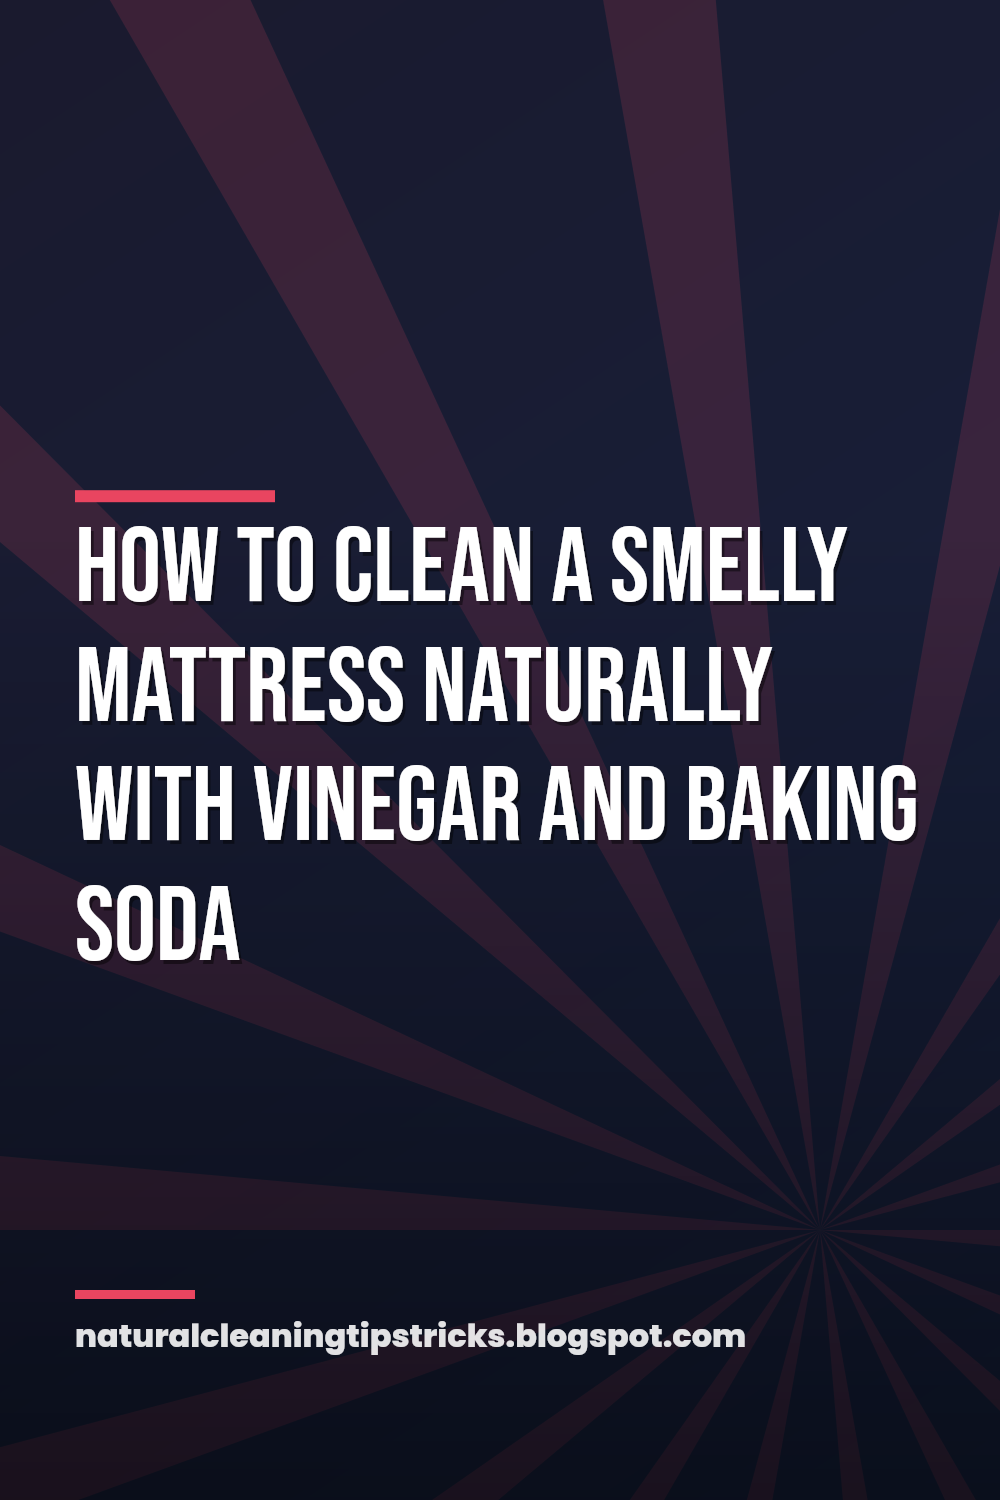 HOW TO CLEAN A SMELLY
MATTRESS NATURALLY
WITH VINEGAR AND BAKING
SODA
naturalcleaningtipstricks.blogspot.com